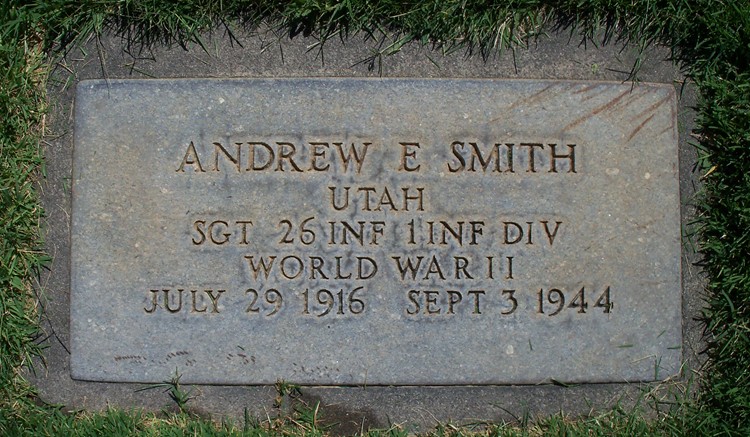 ANDREW E SMITH
UTAH
SGT 26 INF 1 INF DIV
WORLD WAR II
JULY 29 1916 SEPT 3 1944